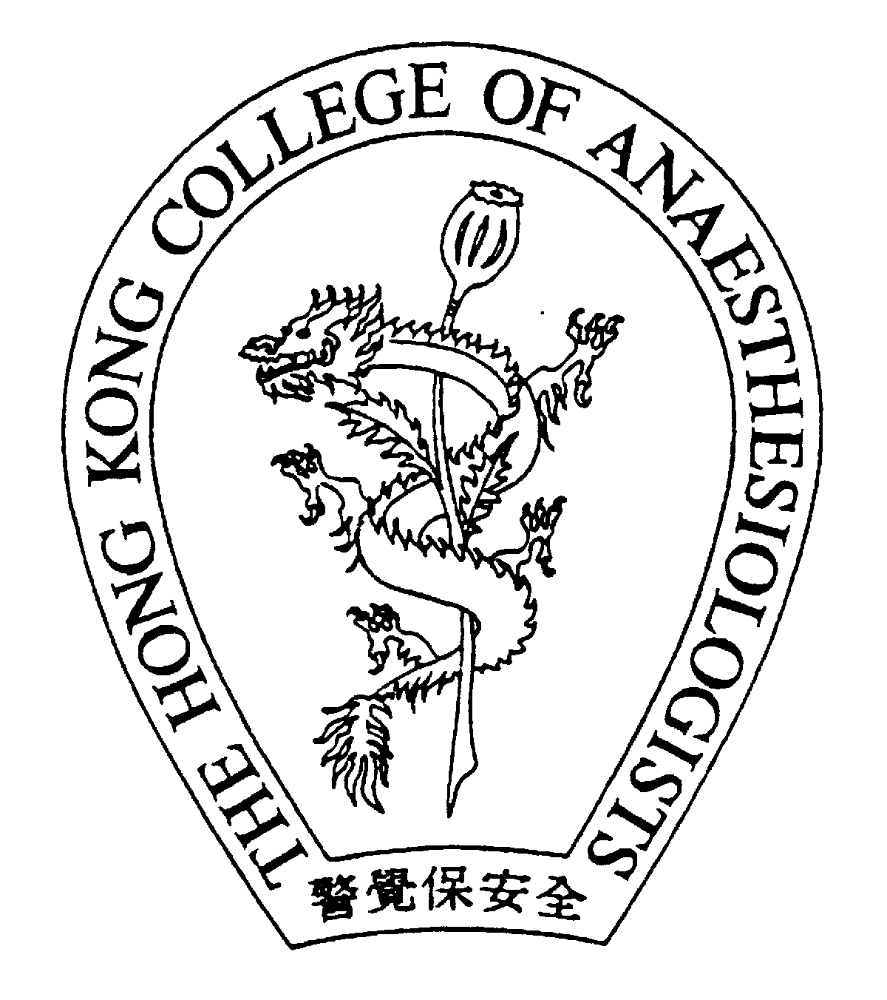 THE HONG KONG COLLEGE OF ANAESTHESIOLOGISTS
警覺保安全